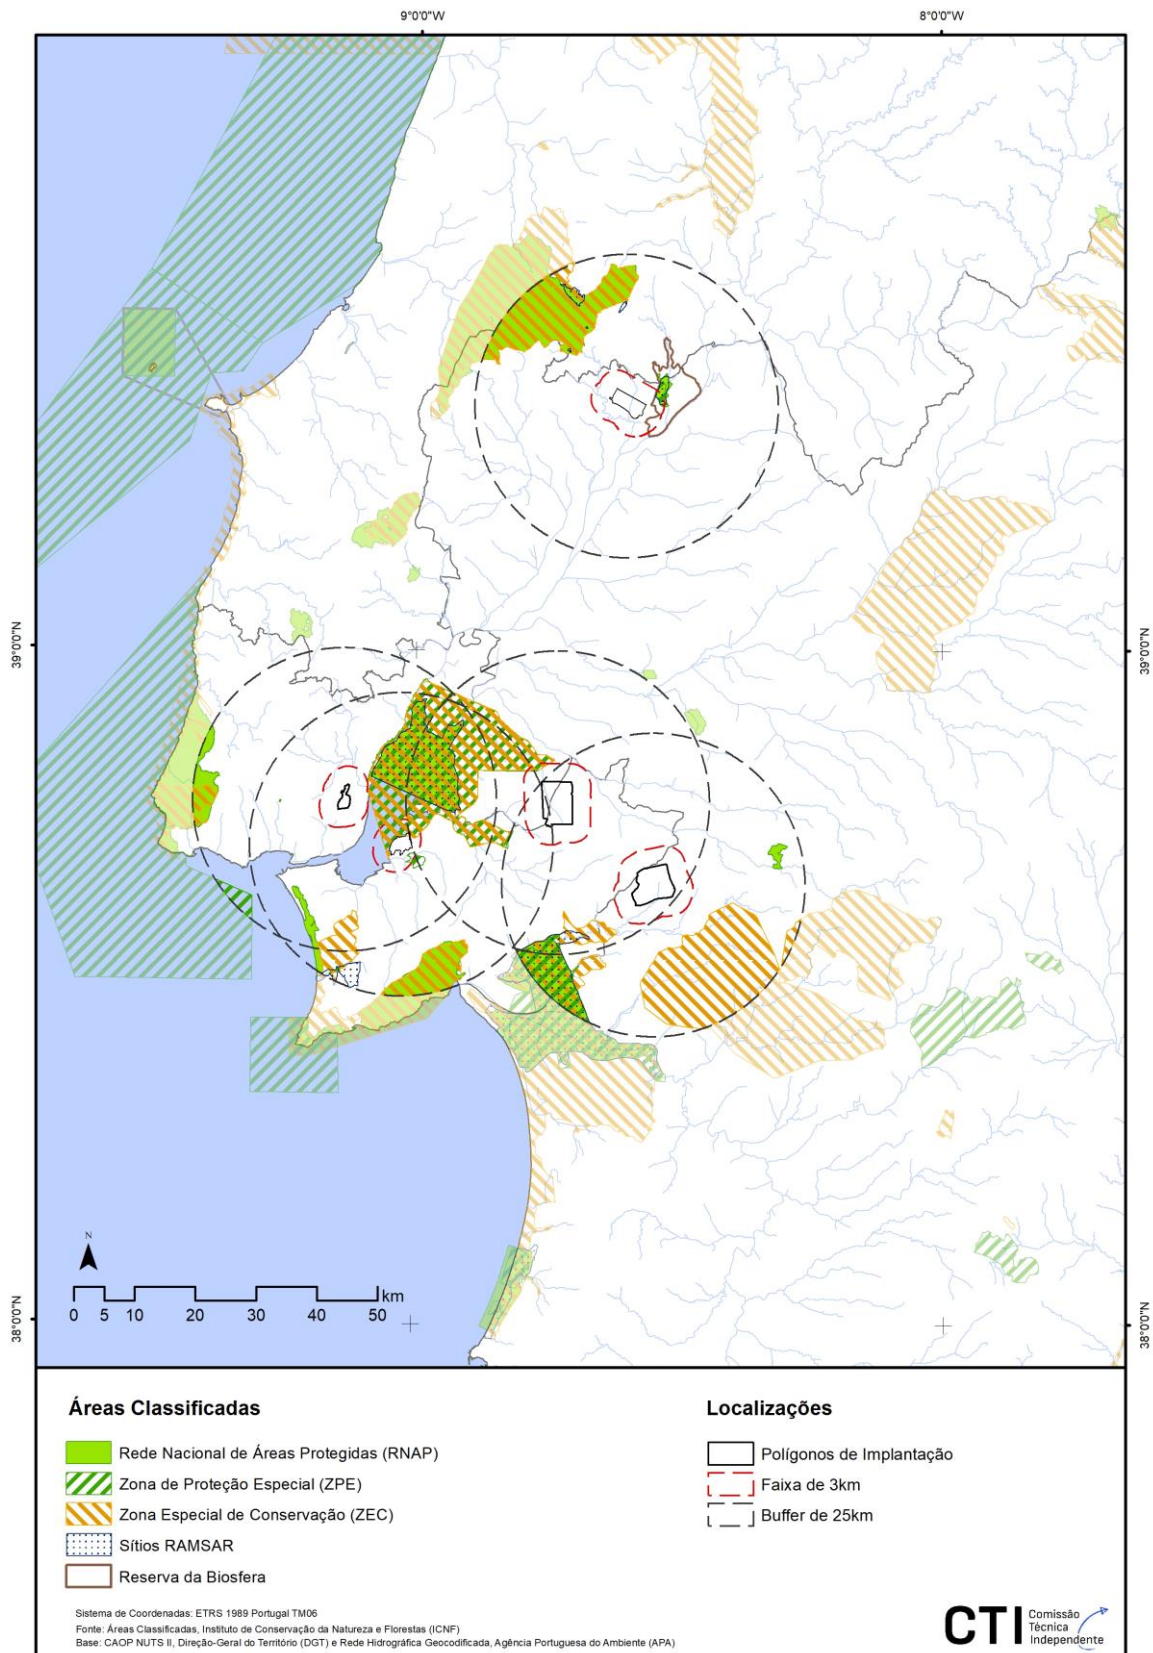 9°0'0"W
8°0'0"W
39°0'0"N
39°0'0"N
38°0'0"N
38°0'0"N
N
km
0 5 10 20 30 40 50
Áreas Classificadas
Rede Nacional de Áreas Protegidas (RNAP)
Zona de Proteção Especial (ZPE)
Zona Especial de Conservação (ZEC)
Sítios RAMSAR
Reserva da Biosfera
Localizações
Polígonos de Implantação
Faixa de 3km
Buffer de 25km
Sistema de Coordenadas: ETRS 1989 Portugal TM06
Fonte: Áreas Classificadas, Instituto de Conservação da Natureza e Florestas (ICNF)
Base: CAOP NUTS II, Direção-Geral do Território (DGT) e Rede Hidrográfica Geocodificada, Agência Portuguesa do Ambiente (APA)
CTI
Comissão
Técnica
Independente